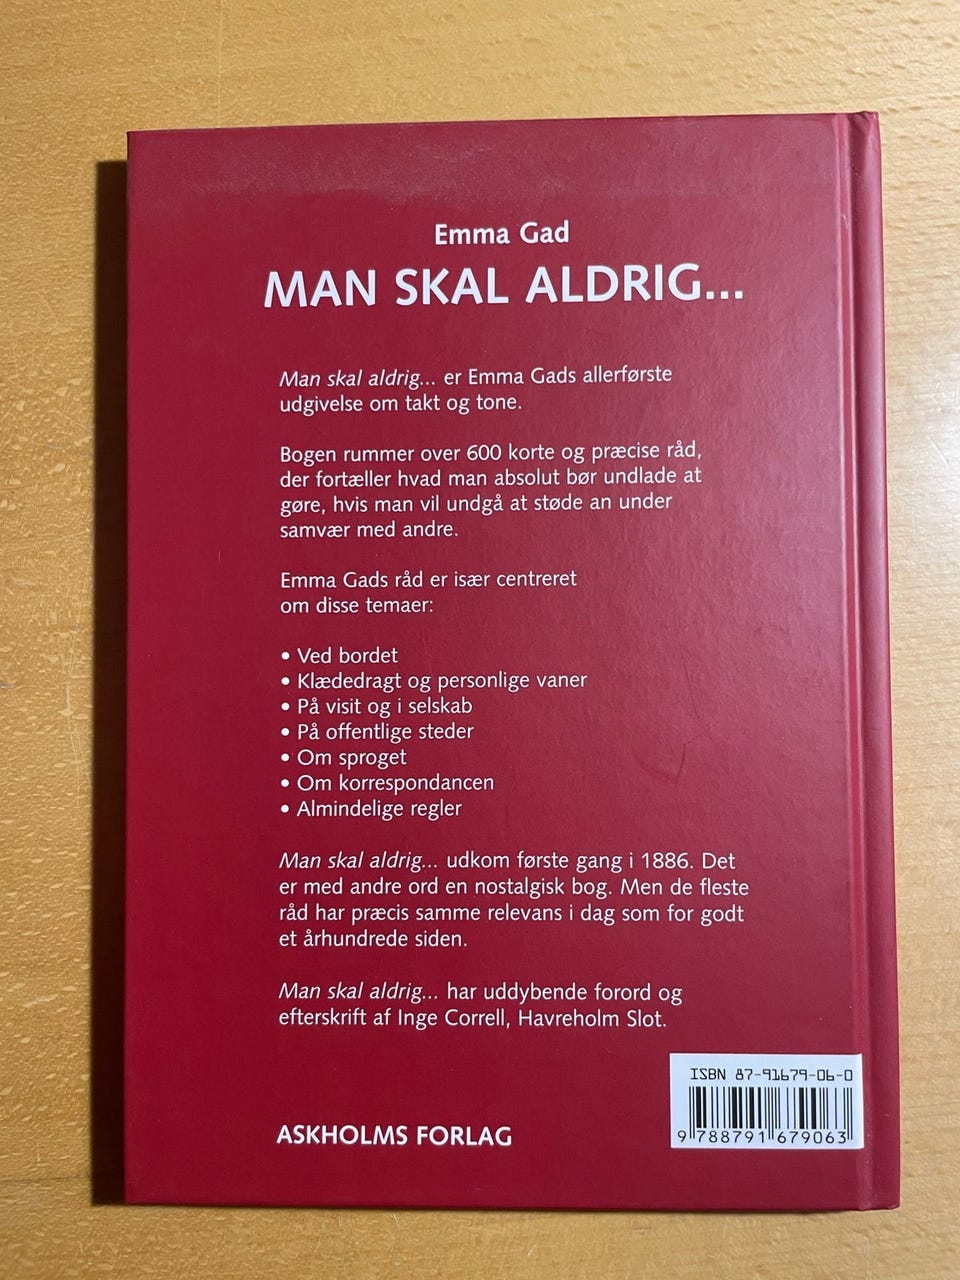 Emma Gad
MAN SKAL ALDRIG...
Man skal aldrig... er Emma Gads allerførste
udgivelse om takt og tone.
Bogen rummer over 600 korte og præcise råd,
der fortæller hvad man absolut bør undlade at
gøre, hvis man vil undgå at støde an under
samvær med andre.
Emma Gads råd er især centreret
om disse temaer:
• Ved bordet
• Klædedragt og personlige vaner
• På visit og i selskab
• På offentlige steder
• Om sproget
• Om korrespondancen
• Almindelige regler
Man skal aldrig... udkom første gang i 1886. Det
er med andre ord en nostalgisk bog. Men de fleste
råd har præcis samme relevans i dag som for godt
et århundrede siden.
Man skal aldrig... har uddybende forord og
efterskrift af Inge Correll, Havreholm Slot.
ISBN 87-91679-06-0
9 788791 679063
ASKHOLMS FORLAG